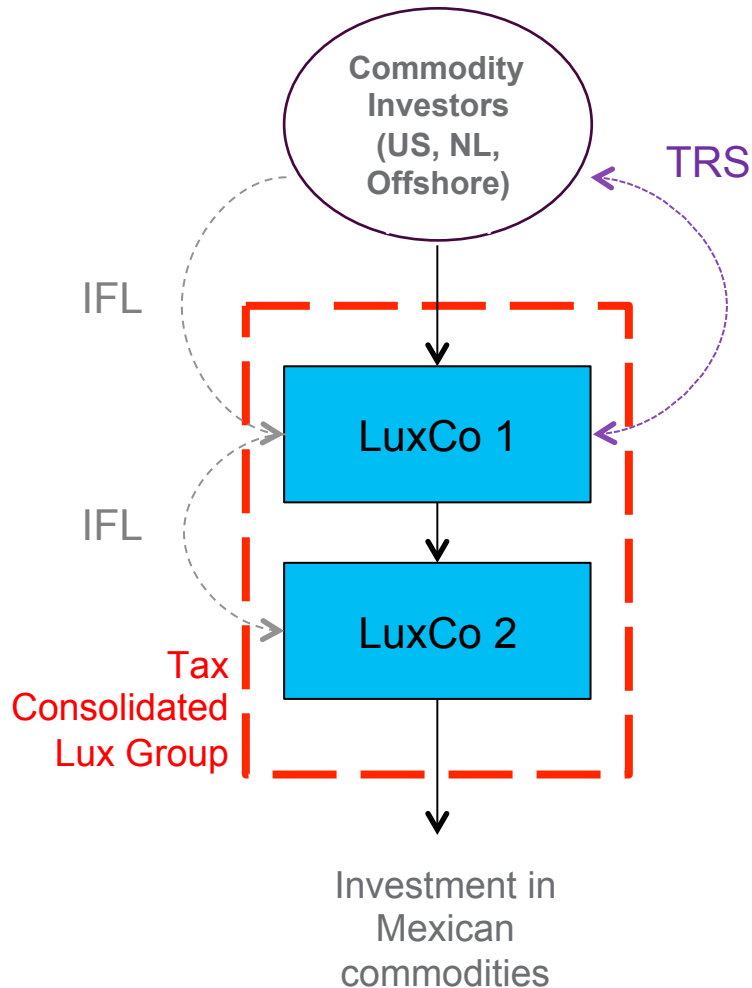 Commodity
Investors
(US, NL,
Offshore)
TRS
IFL
LuxCo 1
IFL
LuxCo 2
Tax
Consolidated
Lux Group
Investment in
Mexican
commodities